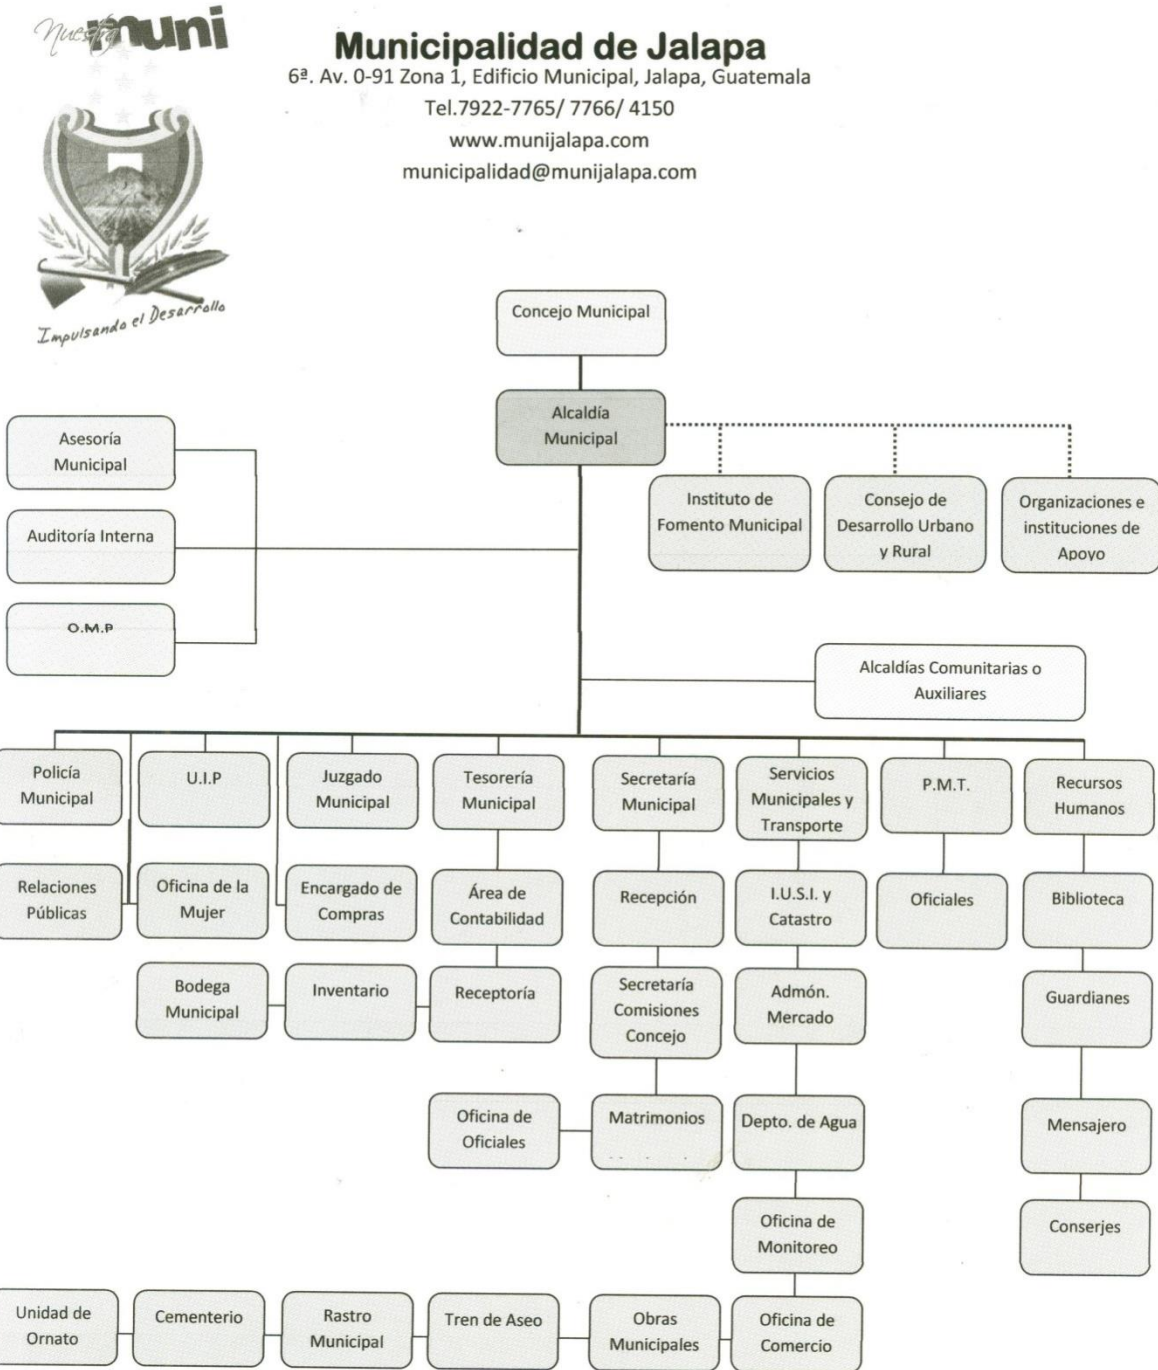 Nuestra muni
Municipalidad de Jalapa
6ª. Av. 0-91 Zona 1, Edificio Municipal, Jalapa, Guatemala
Tel.7922-7765/ 7766/ 4150
www.munijalapa.com
municipalidad@munijalapa.com
Impulsando el Desarrollo
Concejo Municipal
Alcaldía
Municipal
Asesoría
Municipal
Auditoría Interna
O.M.P
Instituto de
Fomento Municipal
Consejo de
Desarrollo Urbano
y Rural
Organizaciones e
instituciones de
Apoyo
Alcaldías Comunitarias o
Auxiliares
Policía
Municipal
U.I.P
Juzgado
Municipal
Tesorería
Municipal
Secretaría
Municipal
Servicios
Municipales y
Transporte
P.M.T.
Recursos
Humanos
Relaciones
Públicas
Oficina de la
Mujer
Encargado de
Compras
Área de
Contabilidad
Recepción
I.U.S.I. y
Catastro
Oficiales
Biblioteca
Bodega
Municipal
Inventario
Receptoría
Secretaría
Comisiones
Concejo
Admón.
Mercado
Guardianes
Oficina de
Oficiales
Matrimonios
Depto. de Agua
Mensajero
Oficina de
Monitoreo
Conserjes
Unidad de
Ornato
Cementerio
Rastro
Municipal
Tren de Aseo
Obras
Municipales
Oficina de
Comercio